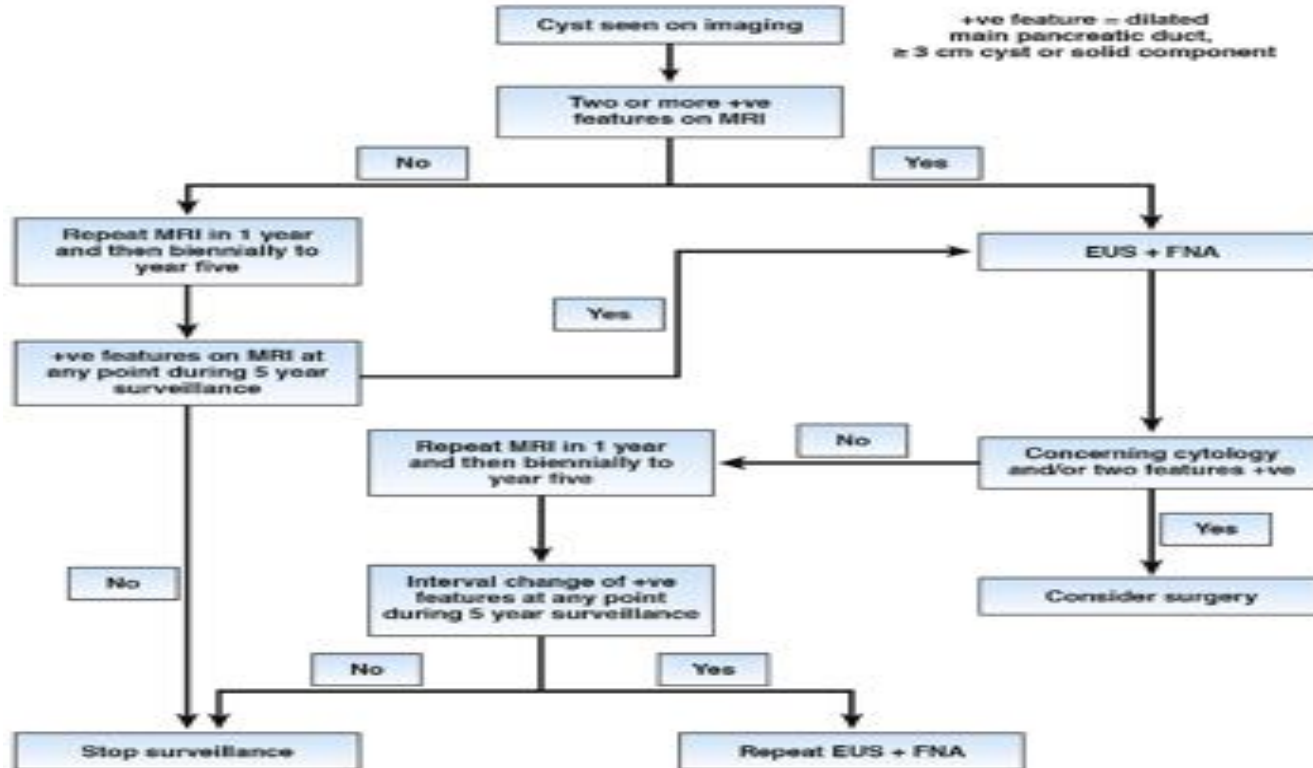 Cyst seen on imaging
+ve feature = dilated
main pancreatic duct,
≥ 3 cm cyst or solid component
Two or more +ve
features on MRI
No
Yes
Repeat MRI in 1 year
and then biennially to
year five
EUS + FNA
Yes
+ve features on MRI at
any point during 5 year
surveillance
Repeat MRI in 1 year
and then biennially to
year five
No
Concerning cytology
and/or two features +ve
Yes
No
Interval change of +ve
features at any point
during 5 year surveillance
Consider surgery
No
Yes
Stop surveillance
Repeat EUS + FNA